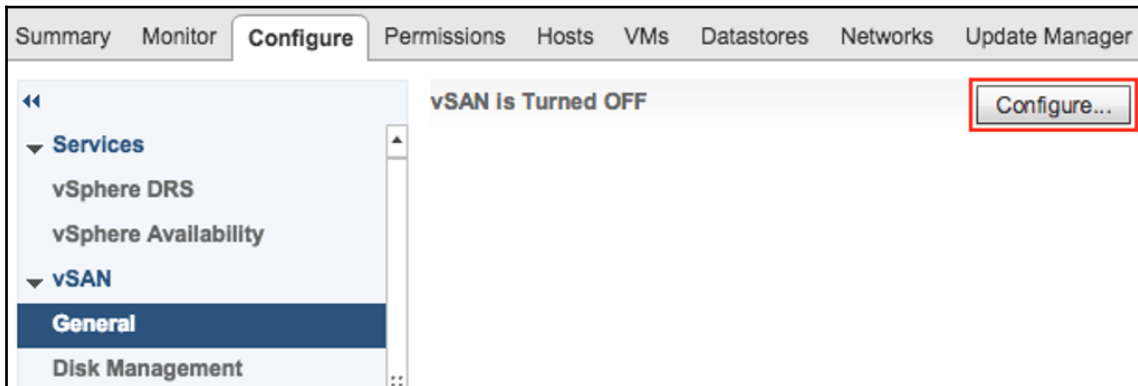 Summary Monitor Configure Permissions Hosts VMs Datastores Networks Update Manager
vSAN is Turned OFF Configure...
Services
vSphere DRS
vSphere Availability
vSAN
General
Disk Management